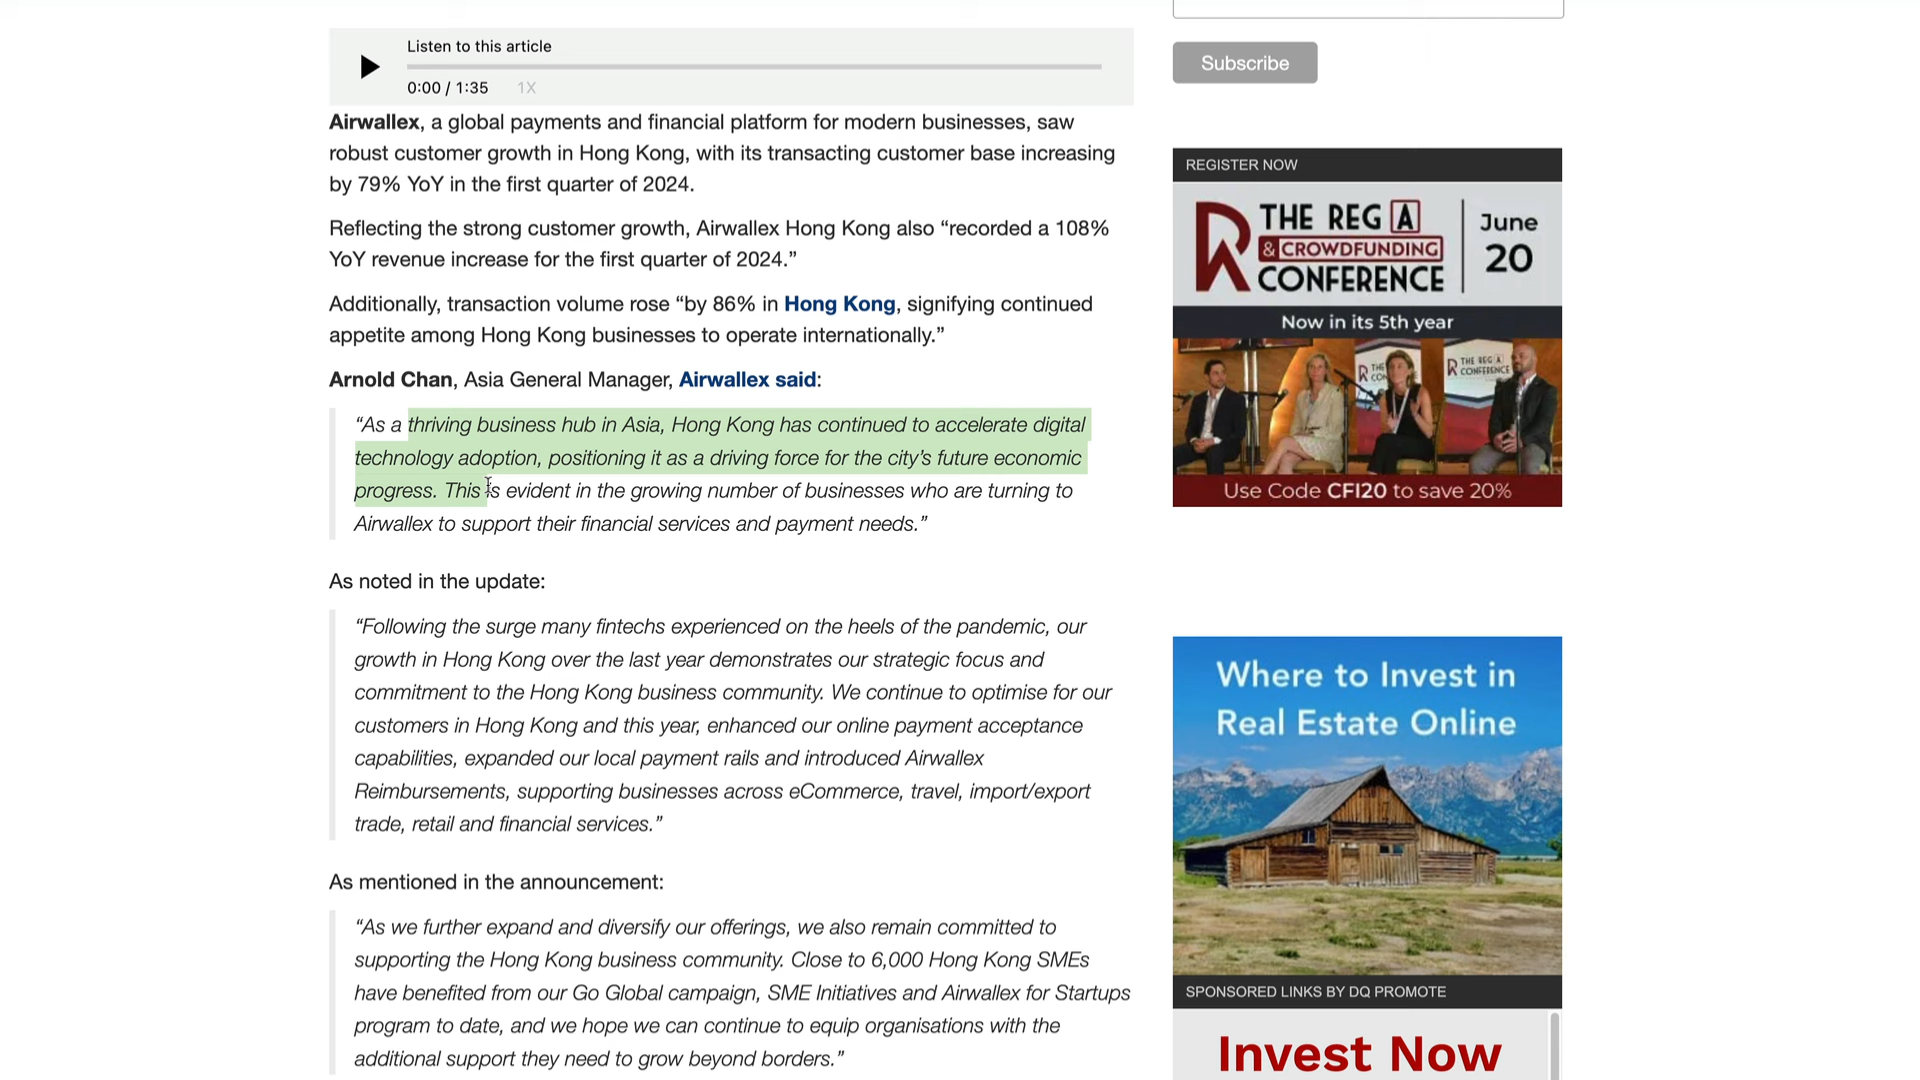 Listen to this article
0:00 / 1:35 1X
Airwallex, a global payments and financial platform for modern businesses, saw
robust customer growth in Hong Kong, with its transacting customer base increasing
by 79% YoY in the first quarter of 2024.
Reflecting the strong customer growth, Airwallex Hong Kong also “recorded a 108%
YoY revenue increase for the first quarter of 2024.”
Additionally, transaction volume rose “by 86% in Hong Kong, signifying continued
appetite among Hong Kong businesses to operate internationally.”
Arnold Chan, Asia General Manager, Airwallex said:
“As a thriving business hub in Asia, Hong Kong has continued to accelerate digital
technology adoption, positioning it as a driving force for the city’s future economic
progress. This is evident in the growing number of businesses who are turning to
Airwallex to support their financial services and payment needs.”
As noted in the update:
“Following the surge many fintechs experienced on the heels of the pandemic, our
growth in Hong Kong over the last year demonstrates our strategic focus and
commitment to the Hong Kong business community. We continue to optimise for our
customers in Hong Kong and this year, enhanced our online payment acceptance
capabilities, expanded our local payment rails and introduced Airwallex
Reimbursements, supporting businesses across eCommerce, travel, import/export
trade, retail and financial services.”
As mentioned in the announcement:
“As we further expand and diversify our offerings, we also remain committed to
supporting the Hong Kong business community. Close to 6,000 Hong Kong SMEs
have benefited from our Go Global campaign, SME Initiatives and Airwallex for Startups
program to date, and we hope we can continue to equip organisations with the
additional support they need to grow beyond borders.”
Subscribe
REGISTER NOW
R THE REG A
& CROWDFUNDING
CONFERENCE
June
20
Now in its 5th year
R THE
CON
THE REG A
R CONFERENCE
Use Code CFI20 to save 20%
Where to Invest in
Real Estate Online
SPONSORED LINKS BY DQ PROMOTE
Invest Now